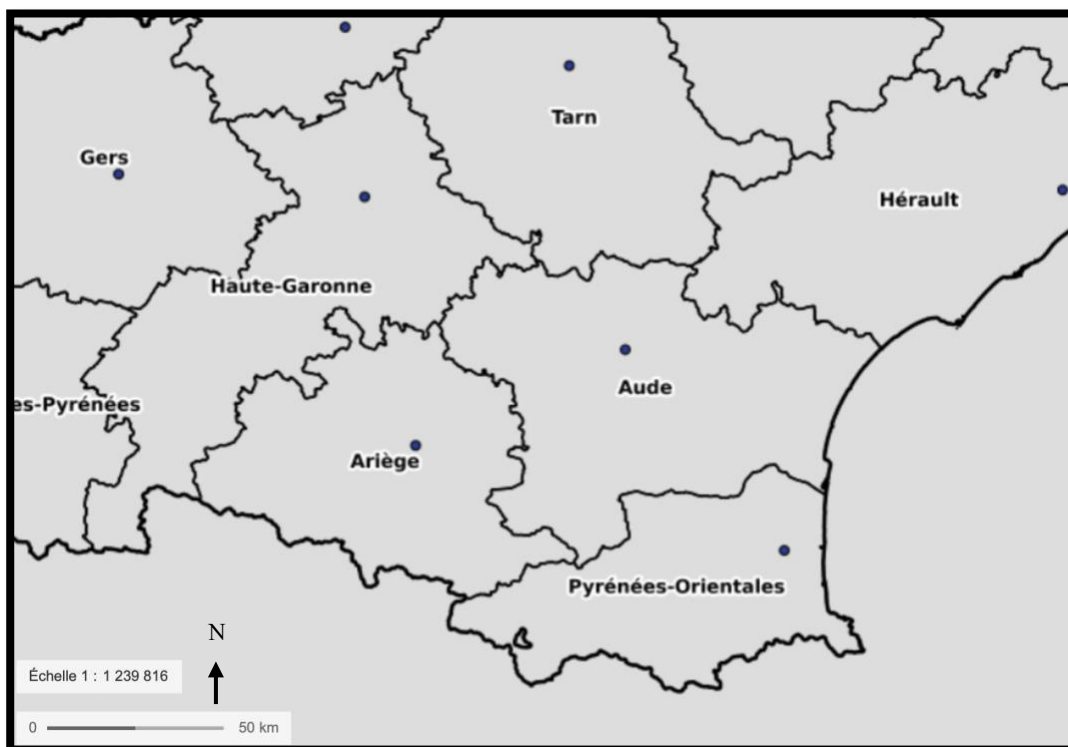 Tarn
Gers
Hérault
Haute-Garonne
Aude
es-Pyrénées
Ariège
Pyrénées-Orientales
N
Échelle 1 : 1 239 816
0 50 km